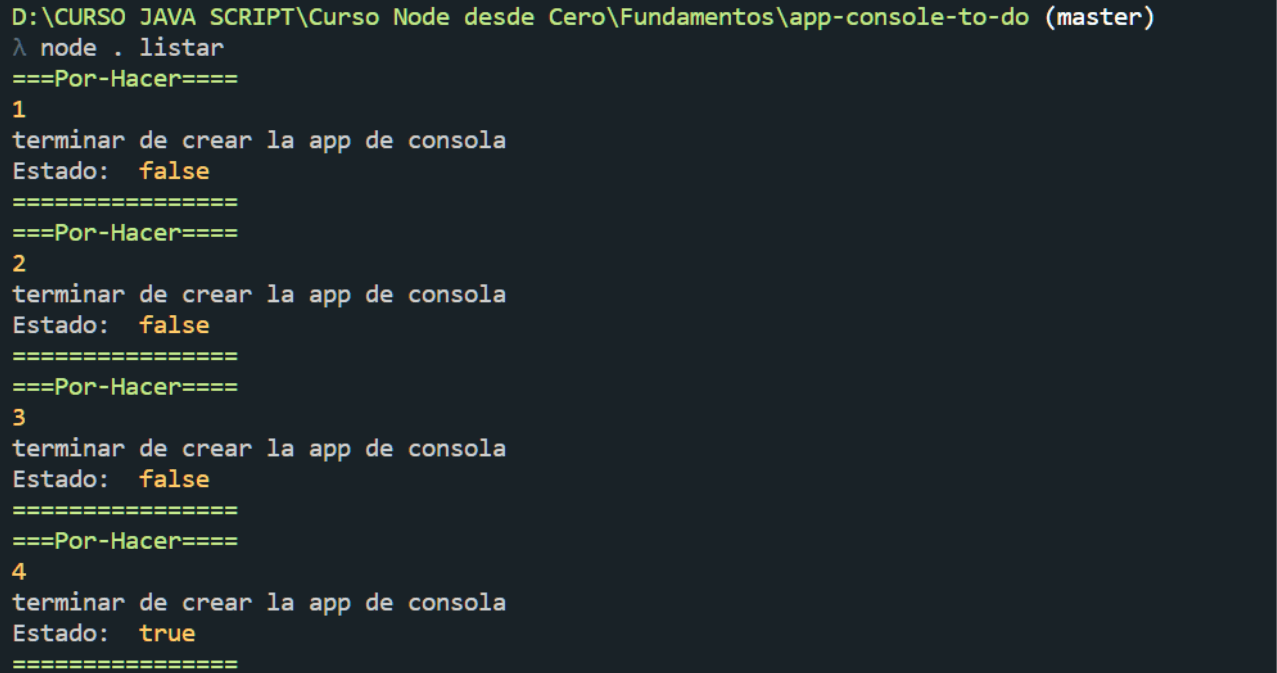 D:\CURSO JAVA SCRIPT\Curso Node desde Cero\Fundamentos\app-console-to-do (master)
λ node . listar
===Por-Hacer====
1
terminar de crear la app de consola
Estado:  false
================
===Por-Hacer====
2
terminar de crear la app de consola
Estado:  false
================
===Por-Hacer====
3
terminar de crear la app de consola
Estado:  false
================
===Por-Hacer====
4
terminar de crear la app de consola
Estado:  true
================